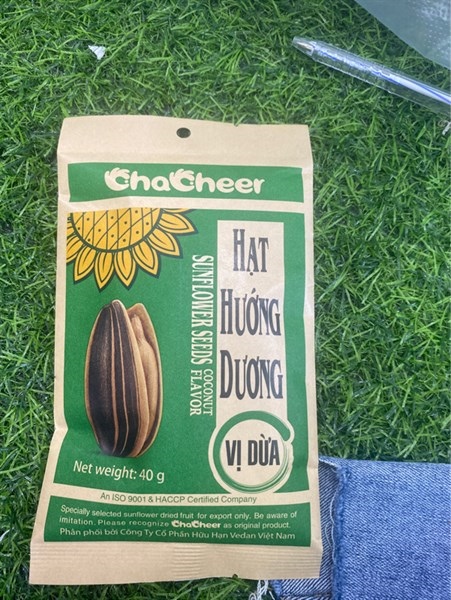 ChaCheer
HẠT
HƯỚNG
DƯƠNG
SUNFLOWER SEEDS
COCONUT
FLAVOR
VỊ DỪA
Net weight: 40 g
An ISO 9001 & HACCP Certified Company
Specially selected sunflower dried fruit for export only. Be aware of
imitation. Please recognize ChaCheer as original product.
Phân phối bởi Công Ty Cổ Phần Hữu Hạn Vedan Việt Nam